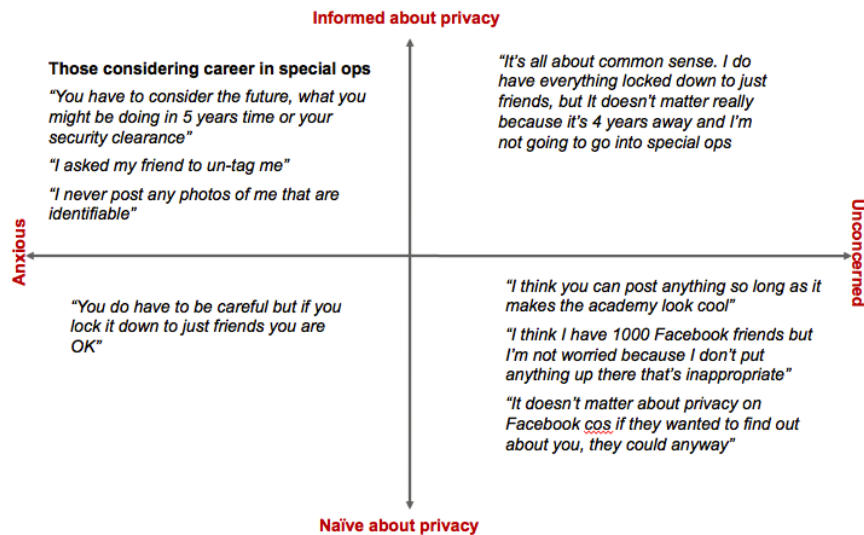 Informed about privacy
Those considering career in special ops
“You have to consider the future, what you
might be doing in 5 years time or your
security clearance”
“I asked my friend to un-tag me”
“I never post any photos of me that are
identifiable”
“It’s all about common sense. I do
have everything locked down to just
friends, but It doesn’t matter really
because it’s 4 years away and I’m
not going to go into special ops
Anxious
Unconcerned
“You do have to be careful but if you
lock it down to just friends you are
OK”
“I think you can post anything so long as it
makes the academy look cool”
“I think I have 1000 Facebook friends but
I’m not worried because I don’t put
anything up there that’s inappropriate”
“It doesn’t matter about privacy on
Facebook cos if they wanted to find out
about you, they could anyway”
Naïve about privacy